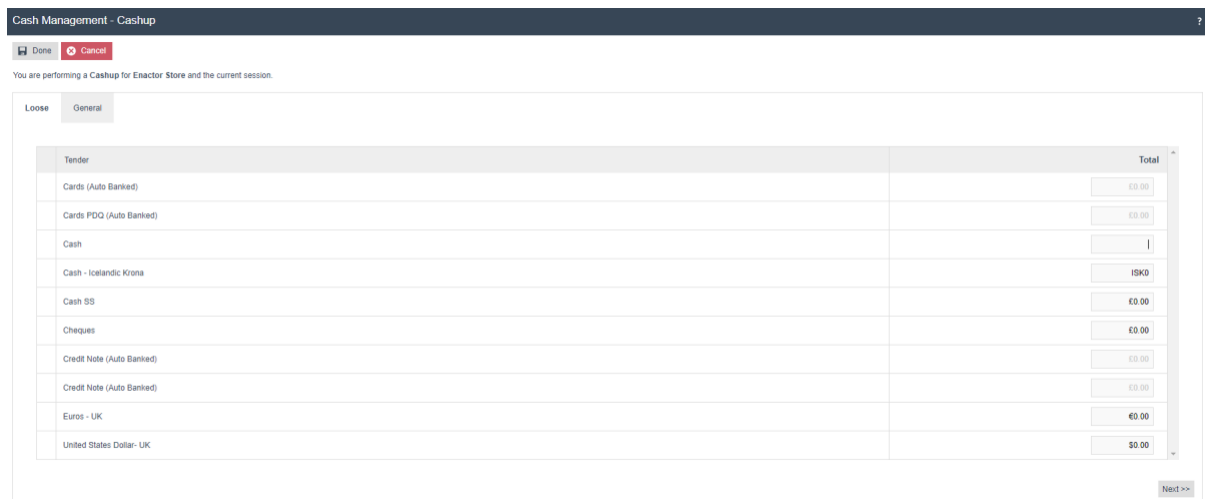 Cash Management - Cashup ?
Done Cancel
You are performing a Cashup for Enactor Store and the current session.
Loose General
Tender Total
Cards (Auto Banked) £0.00
Cards PDQ (Auto Banked) £0.00
Cash
Cash - Icelandic Krona ISK0
Cash SS £0.00
Cheques £0.00
Credit Note (Auto Banked) £0.00
Credit Note (Auto Banked) £0.00
Euros - UK €0.00
United States Dollar- UK $0.00
Next >>